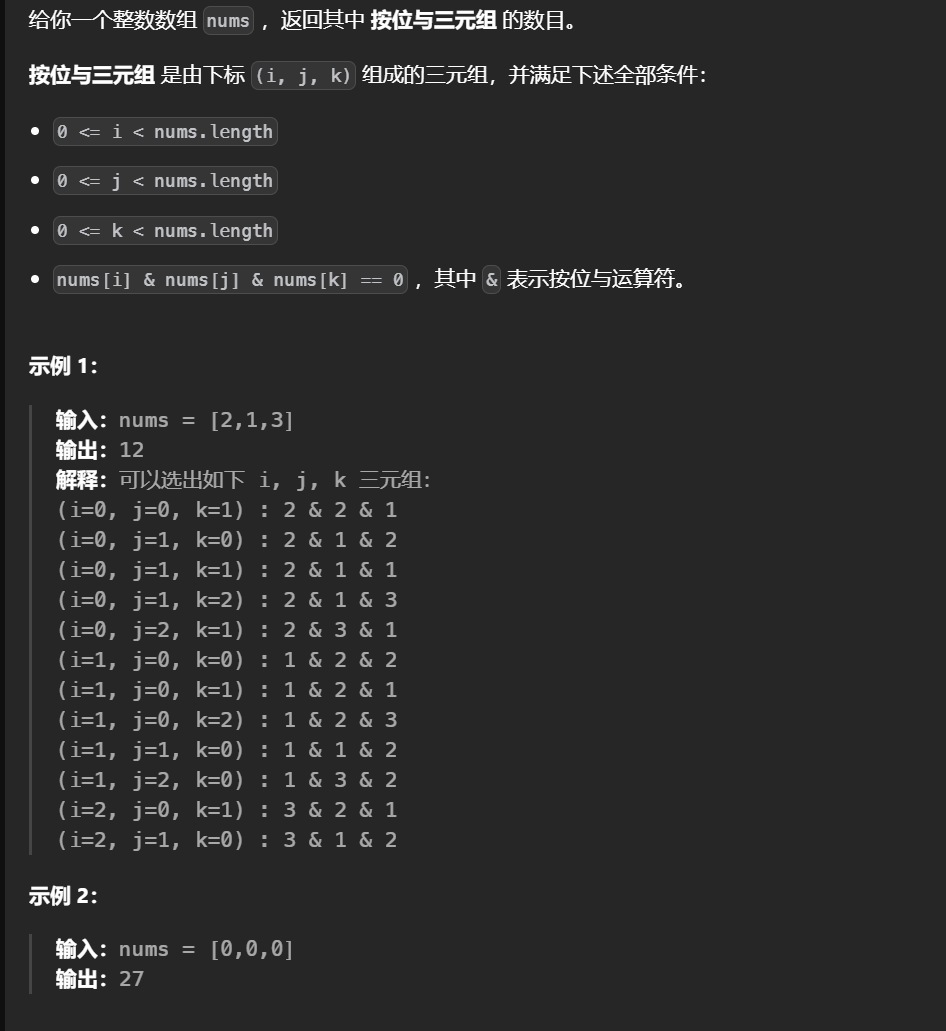 给你一个整数数组 nums ，返回其中 按位与三元组 的数目。
按位与三元组 是由下标 (i, j, k) 组成的三元组，并满足下述全部条件：
• 0 <= i < nums.length
• 0 <= j < nums.length
• 0 <= k < nums.length
• nums[i] & nums[j] & nums[k] == 0 ，其中 & 表示按位与运算符。
示例 1：
输入：nums = [2,1,3]
输出：12
解释：可以选出如下 i, j, k 三元组：
(i=0, j=0, k=1) : 2 & 2 & 1
(i=0, j=1, k=0) : 2 & 1 & 2
(i=0, j=1, k=1) : 2 & 1 & 1
(i=0, j=1, k=2) : 2 & 1 & 3
(i=0, j=2, k=1) : 2 & 3 & 1
(i=1, j=0, k=0) : 1 & 2 & 2
(i=1, j=0, k=1) : 1 & 2 & 1
(i=1, j=0, k=2) : 1 & 2 & 3
(i=1, j=1, k=0) : 1 & 1 & 2
(i=1, j=2, k=0) : 1 & 3 & 2
(i=2, j=0, k=1) : 3 & 2 & 1
(i=2, j=1, k=0) : 3 & 1 & 2
示例 2：
输入：nums = [0,0,0]
输出：27